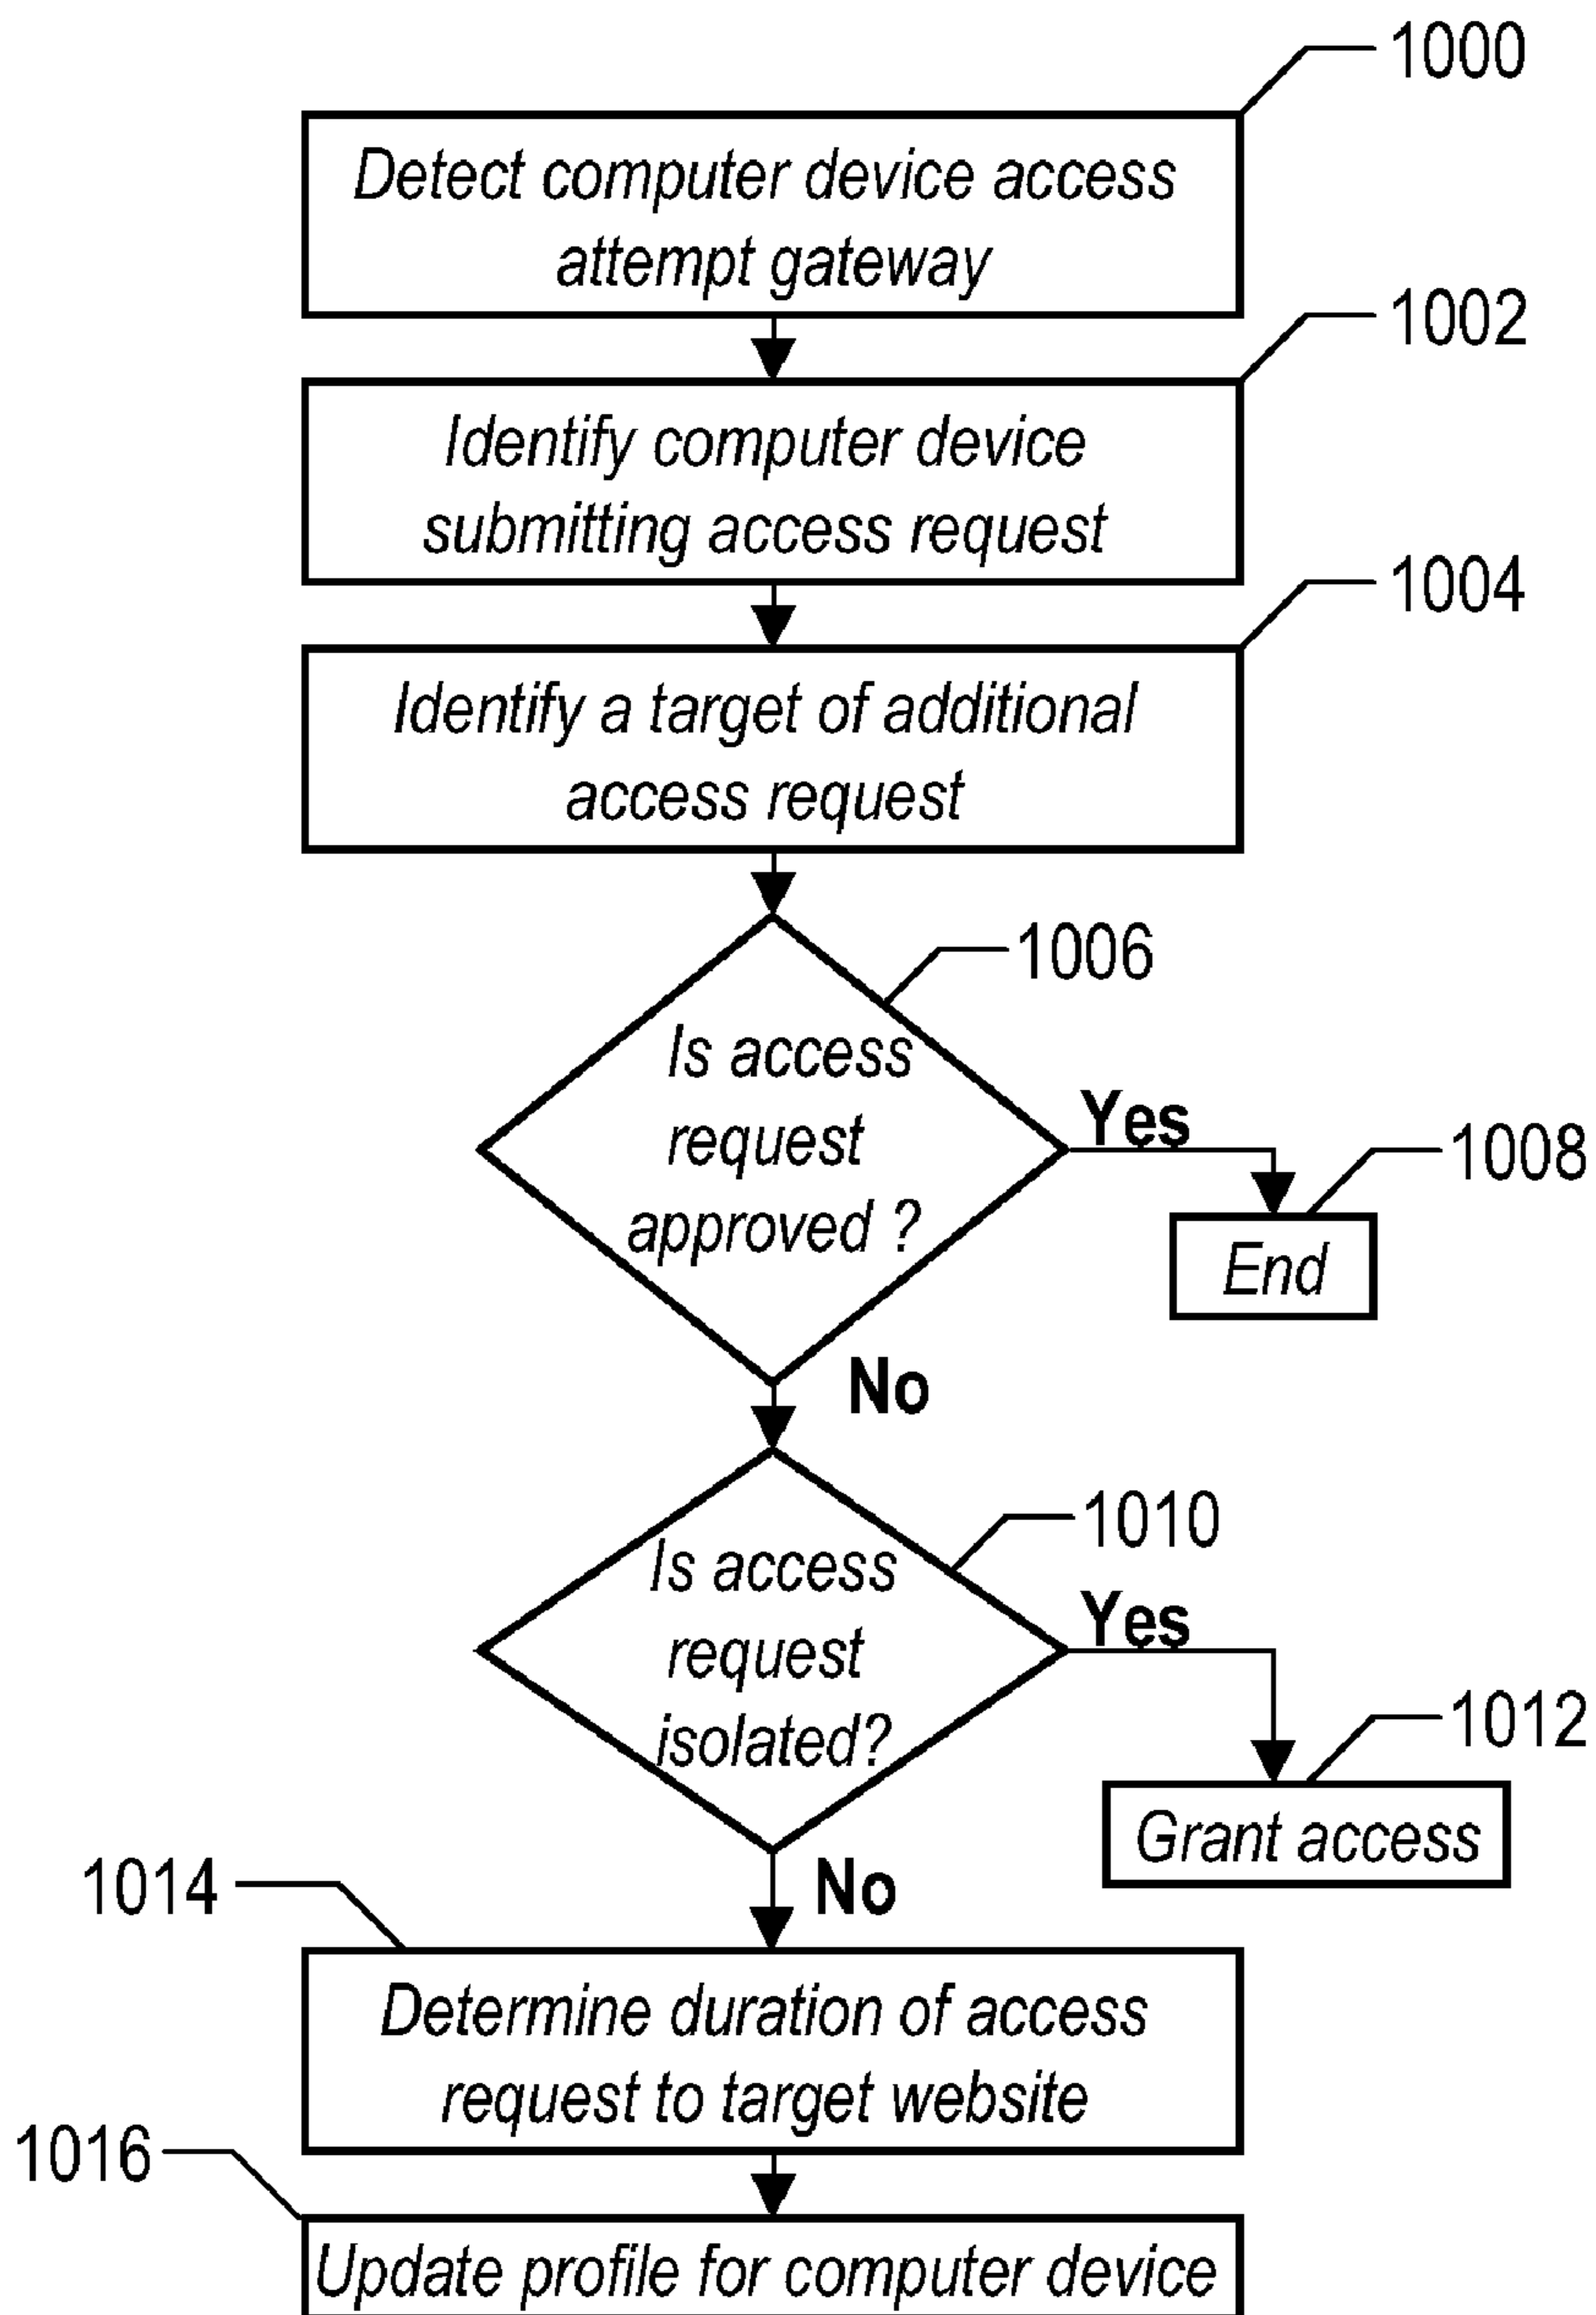 1000
Detect computer device access
attempt gateway
1002
Identify computer device
submitting access request
1004
Identify a target of additional
access request
1006
Is access
request
approved ?
Yes
1008
End
No
1010
Is access
request
isolated?
Yes
1012
Grant access
No
1014
Determine duration of access
request to target website
1016
Update profile for computer device